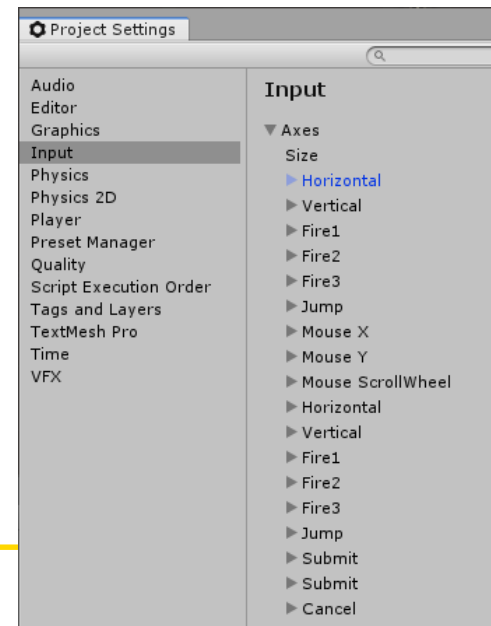 Project Settings
Audio
Editor
Graphics
Input
Physics
Physics 2D
Player
Preset Manager
Quality
Script Execution Order
Tags and Layers
TextMesh Pro
Time
VFX
Input
Axes
Size
Horizontal
Vertical
Fire1
Fire2
Fire3
Jump
Mouse X
Mouse Y
Mouse ScrollWheel
Horizontal
Vertical
Fire1
Fire2
Fire3
Jump
Submit
Submit
Cancel